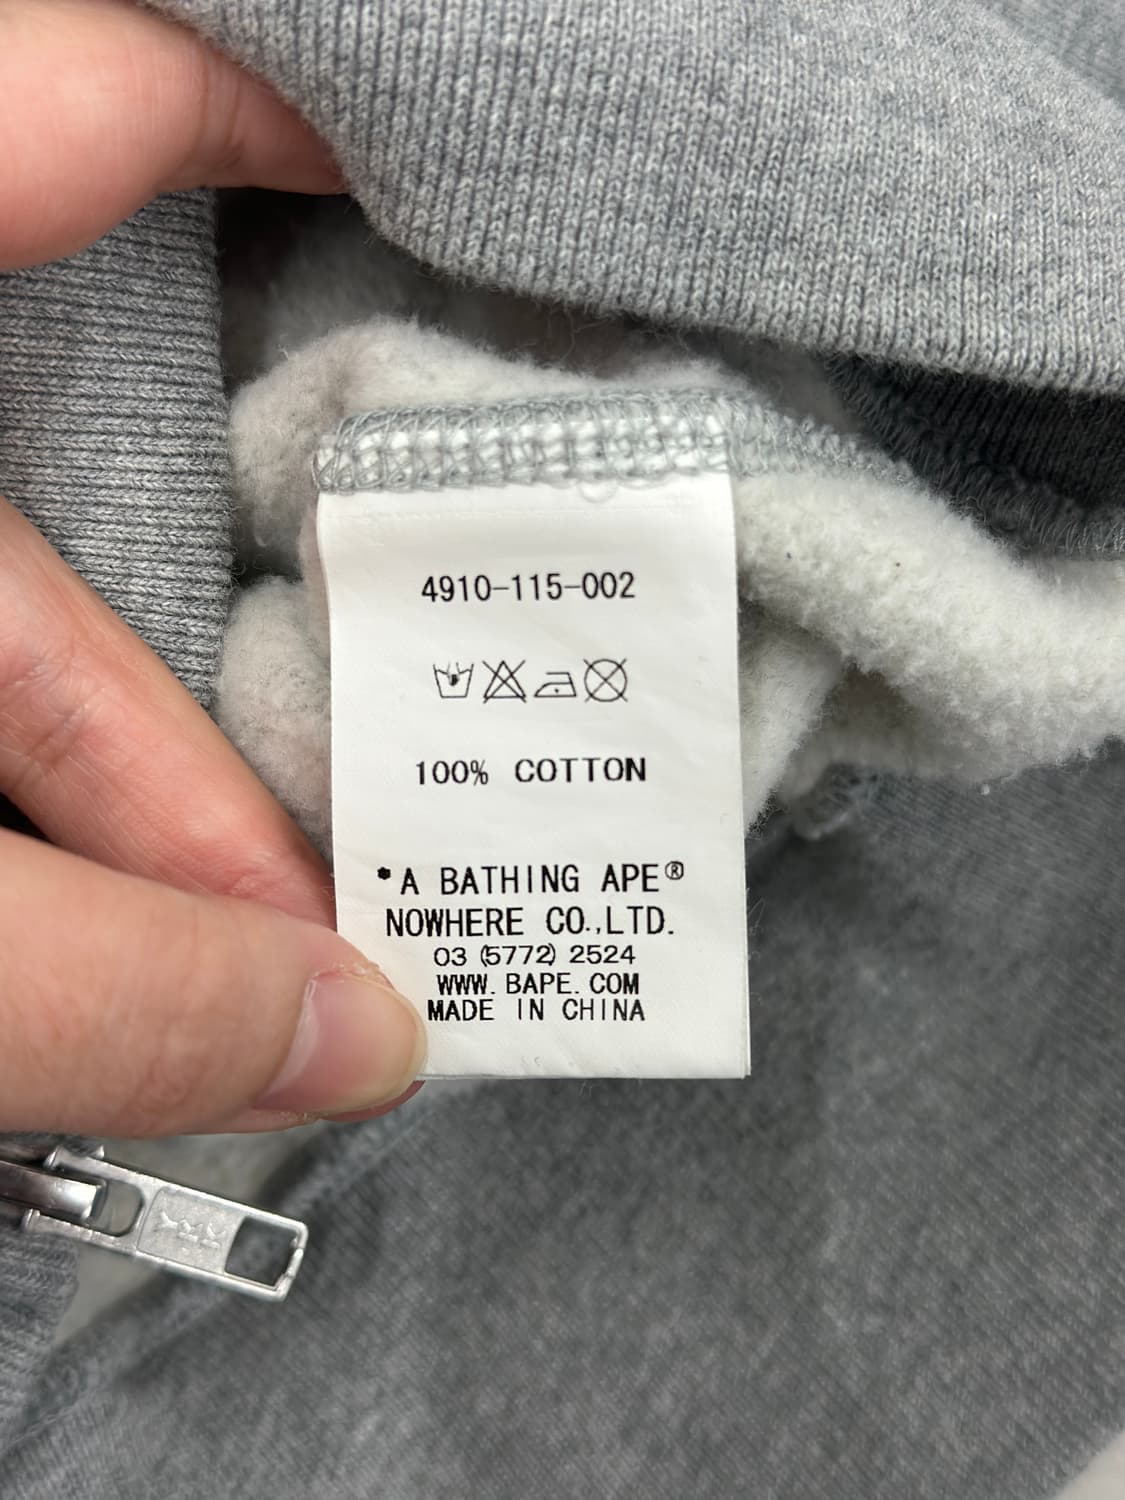 4910-115-002
100% COTTON
*A BATHING APE®
NOWHERE CO.,LTD.
03 (5772) 2524
WWW. BAPE. COM
MADE IN CHINA
YKK